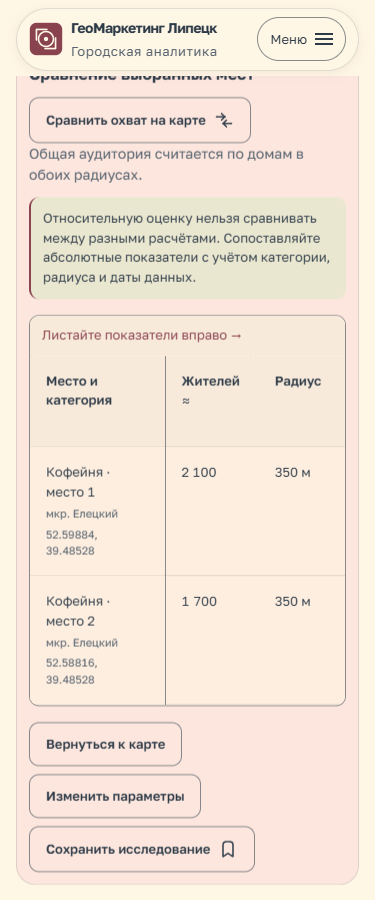 ГеоМаркетинг Липецк
Городская аналитика
Меню
Сравнение выбранных мест
Сравнить охват на карте
Общая аудитория считается по домам в
обоих радиусах.
Относительную оценку нельзя сравнивать
между разными расчётами. Сопоставляйте
абсолютные показатели с учётом категории,
радиуса и даты данных.
Листайте показатели вправо →
Место и
категория
Жителей
≈
Радиус
Кофейня ·
место 1
мкр. Елецкий
52.59884,
39.48528
2 100
350 м
Кофейня ·
место 2
мкр. Елецкий
52.58816,
39.48528
1 700
350 м
Вернуться к карте
Изменить параметры
Сохранить исследование